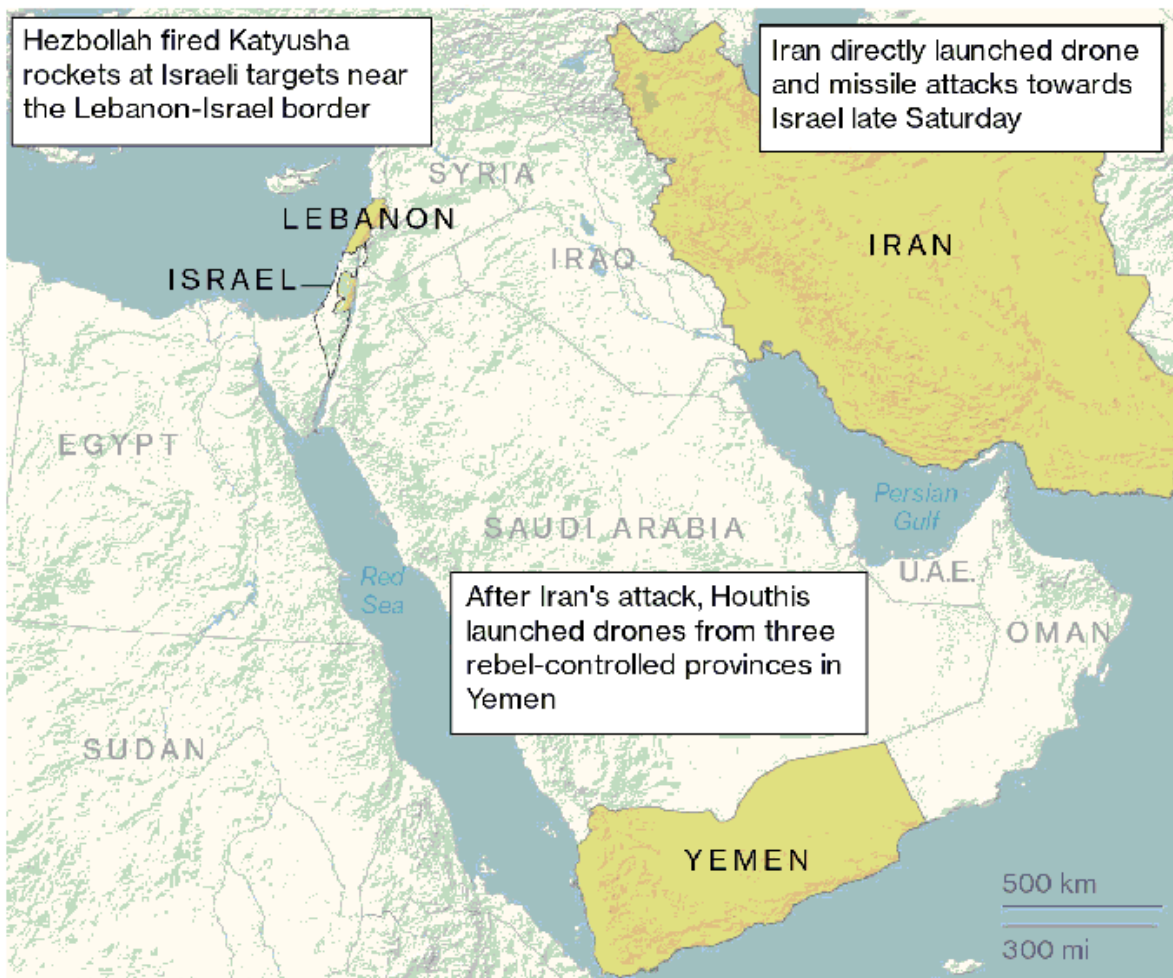 Hezbollah fired Katyusha
rockets at Israeli targets near
the Lebanon-Israel border
Iran directly launched drone
and missile attacks towards
Israel late Saturday
SYRIA
LEBANON
IRAQ
IRAN
ISRAEL
EGYPT
Persian
Gulf
SAUDI ARABIA
Red
Sea
U.A.E.
After Iran's attack, Houthis
launched drones from three
rebel-controlled provinces in
Yemen
OMAN
SUDAN
YEMEN
500 km
300 mi